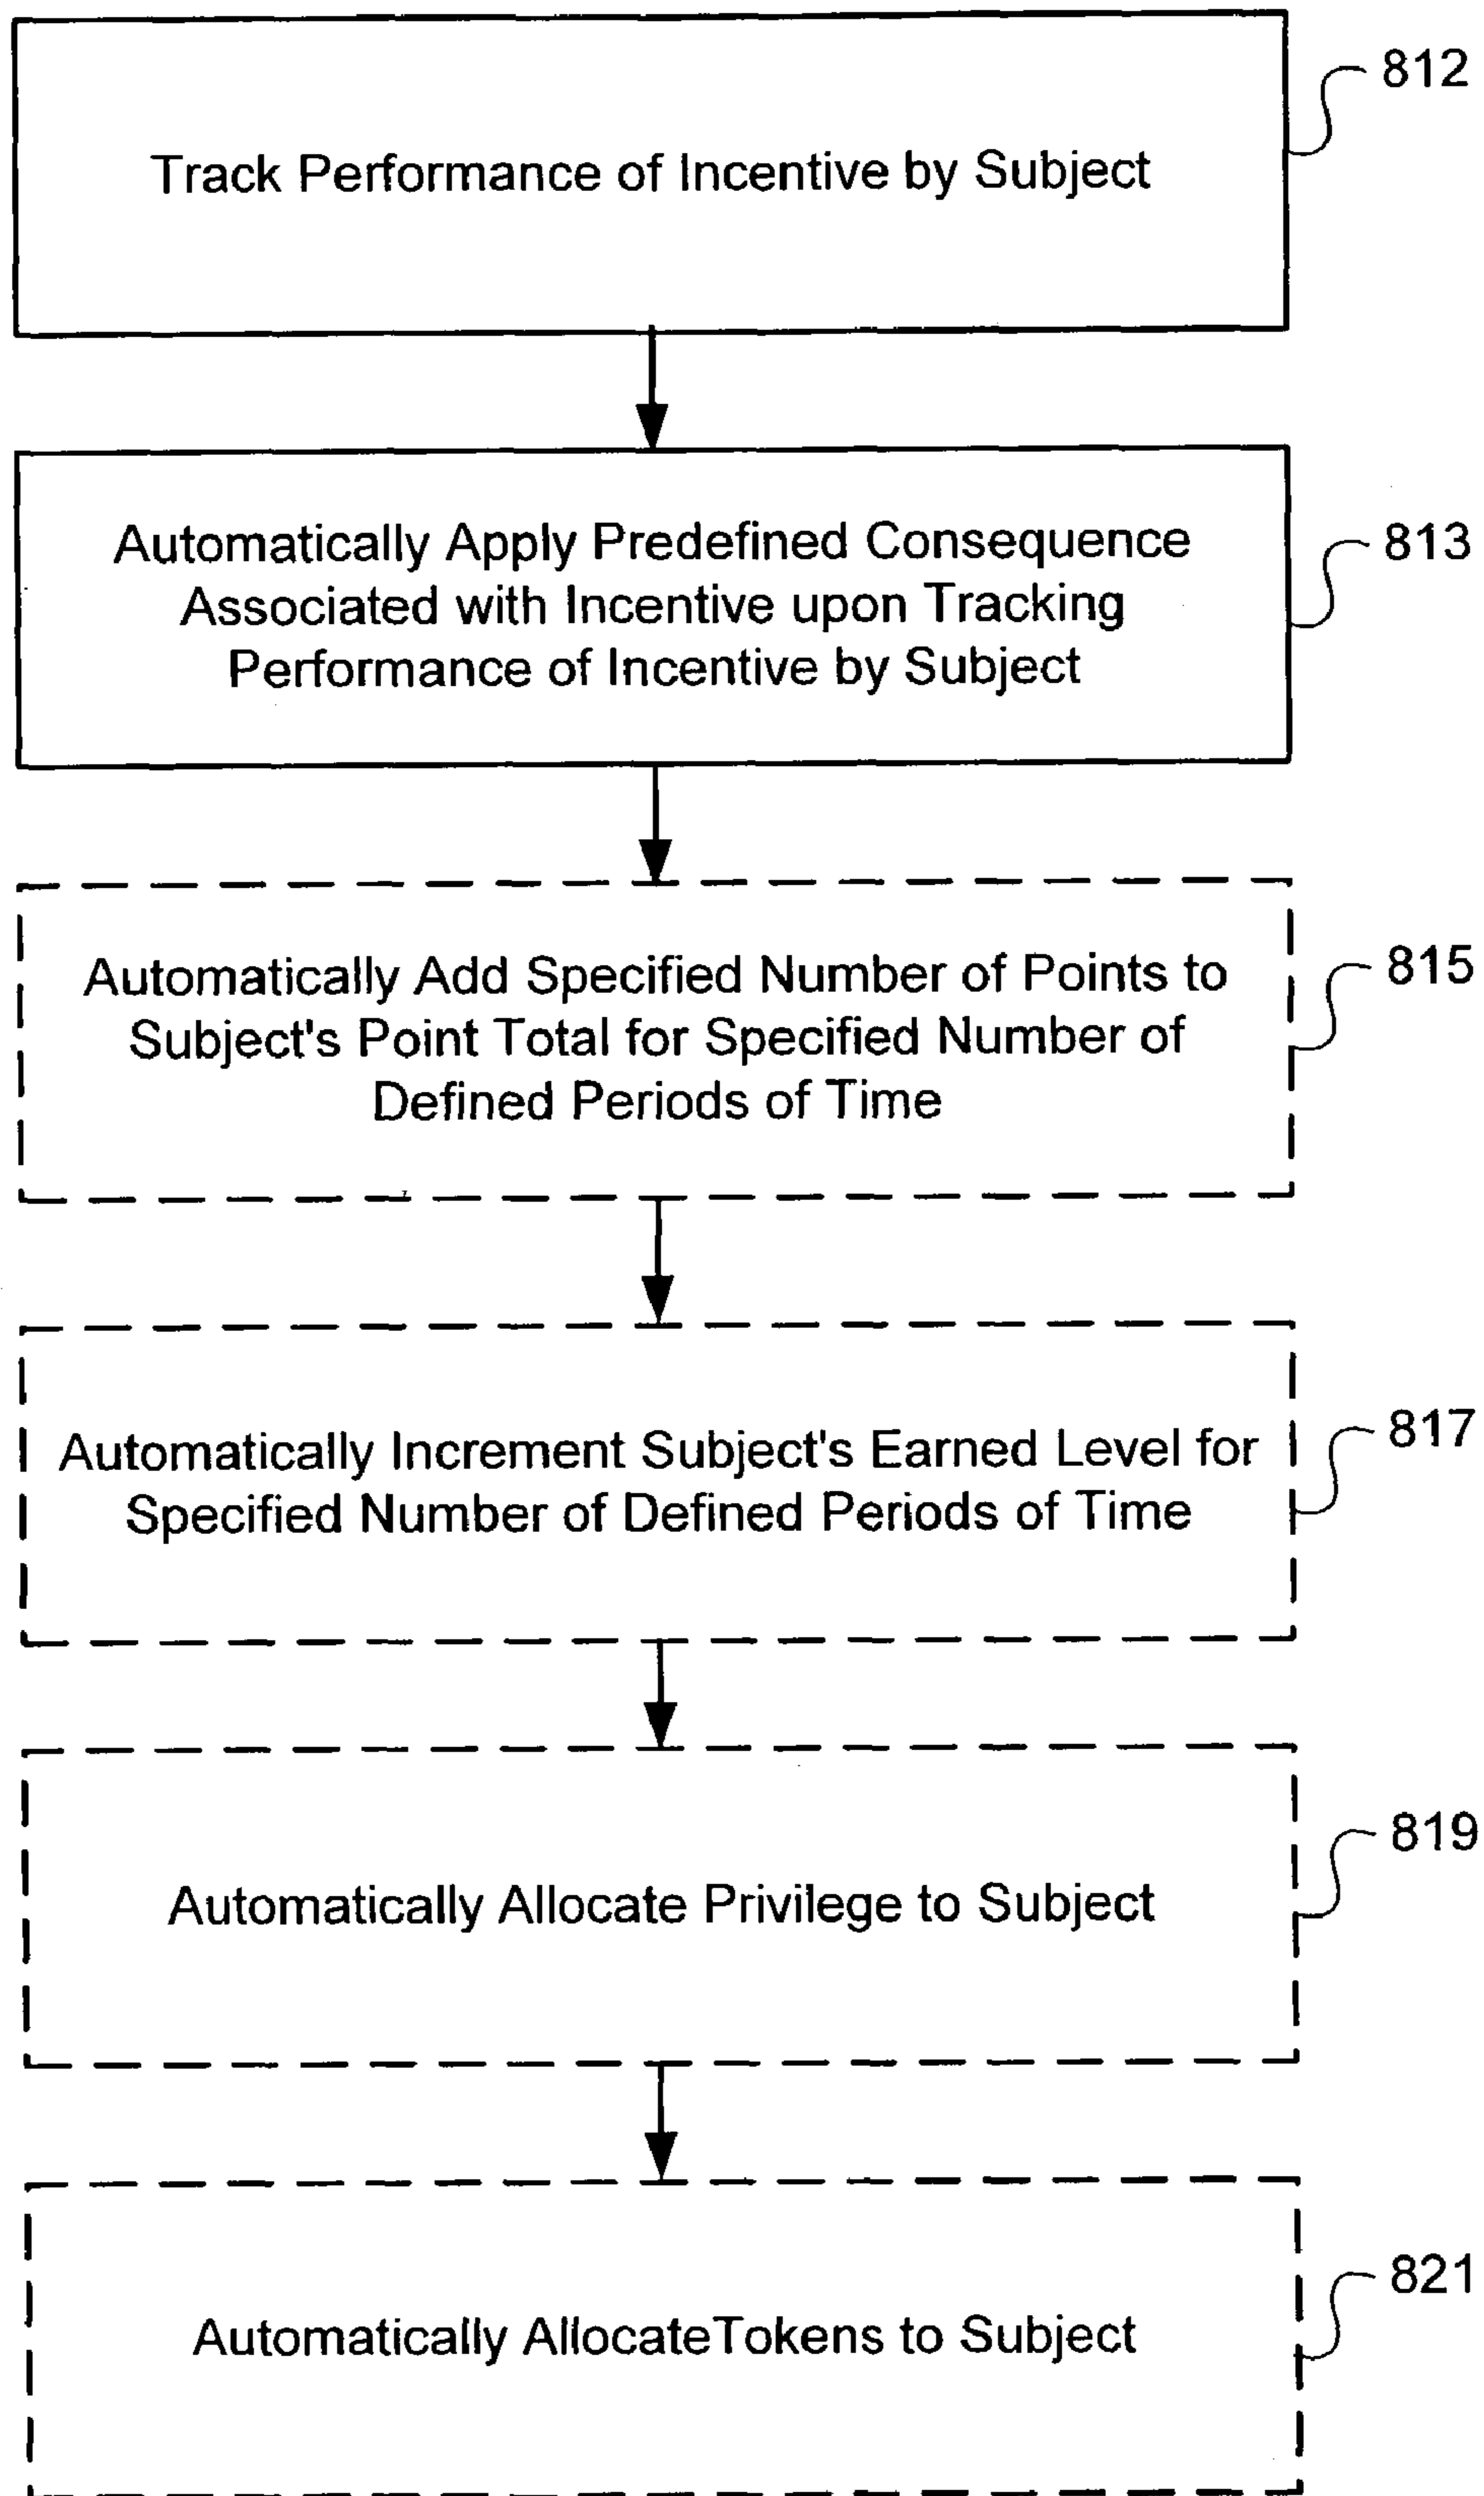 812
Track Performance of Incentive by Subject
813
Automatically Apply Predefined Consequence
Associated with Incentive upon Tracking
Performance of Incentive by Subject
815
Automatically Add Specified Number of Points to
Subject's Point Total for Specified Number of
Defined Periods of Time
817
Automatically Increment Subject's Earned Level for
Specified Number of Defined Periods of Time
819
Automatically Allocate Privilege to Subject
821
Automatically AllocateTokens to Subject